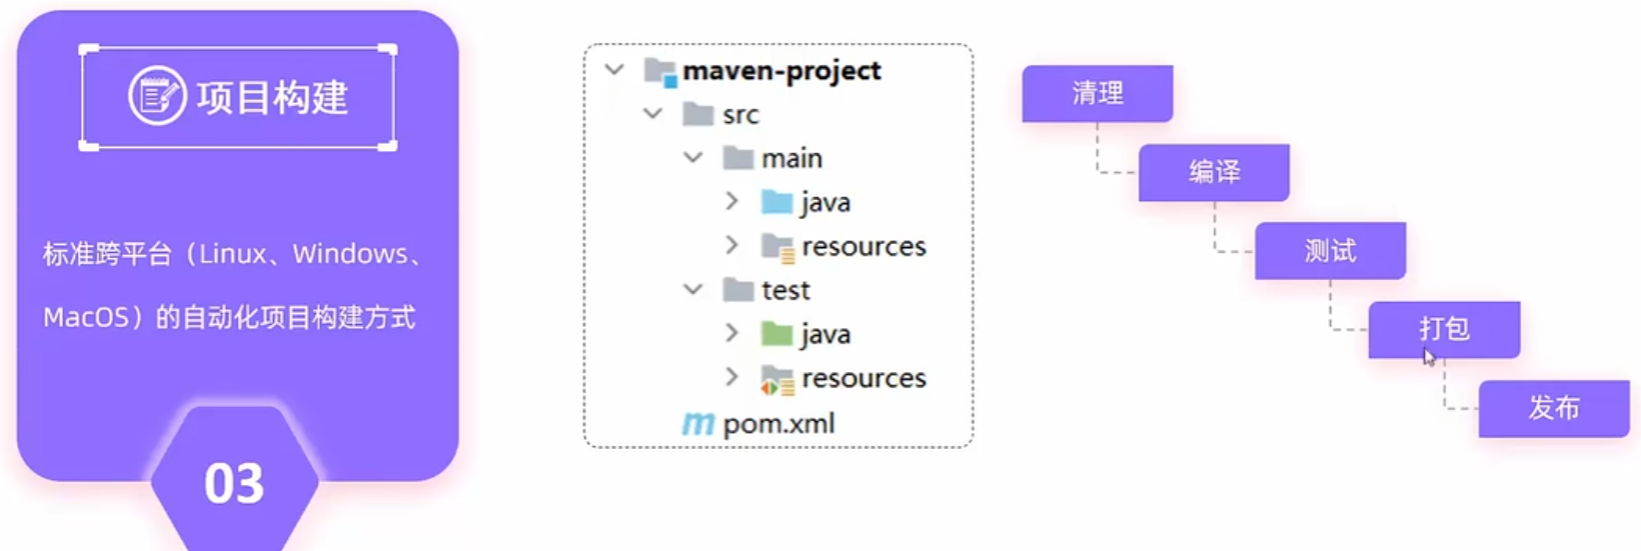 项目构建
标准跨平台（Linux、Windows、
MacOS）的自动化项目构建方式
03
maven-project
src
main
java
resources
test
java
resources
m pom.xml
清理
编译
测试
打包
发布